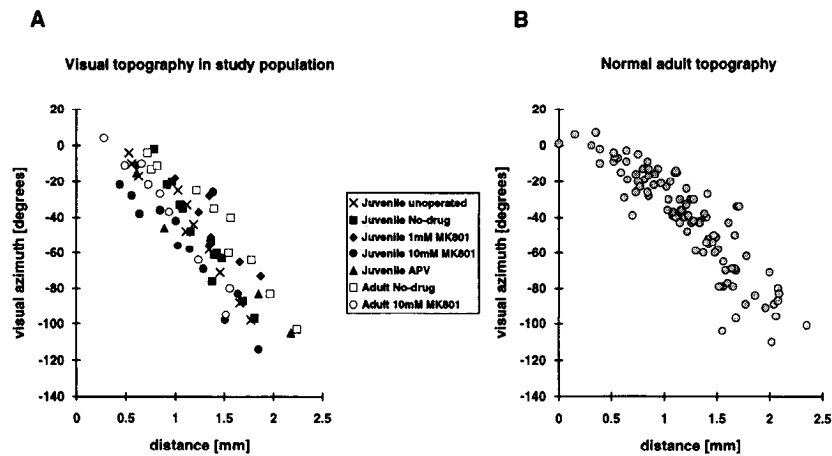 A
B
Visual topography in study population
Normal adult topography
20
0
-20
-40
-60
-80
-100
-120
-140
visual azimuth [degrees]
0
0.5
1
1.5
2
2.5
distance [mm]
Juvenile unoperated
Juvenile No-drug
Juvenile 1mM MK801
Juvenile 10mM MK801
Juvenile APV
Adult No-drug
Adult 10mM MK801
20
0
-20
-40
-60
-80
-100
-120
-140
visual azimuth [degrees]
0
0.5
1
1.5
2
2.5
distance [mm]